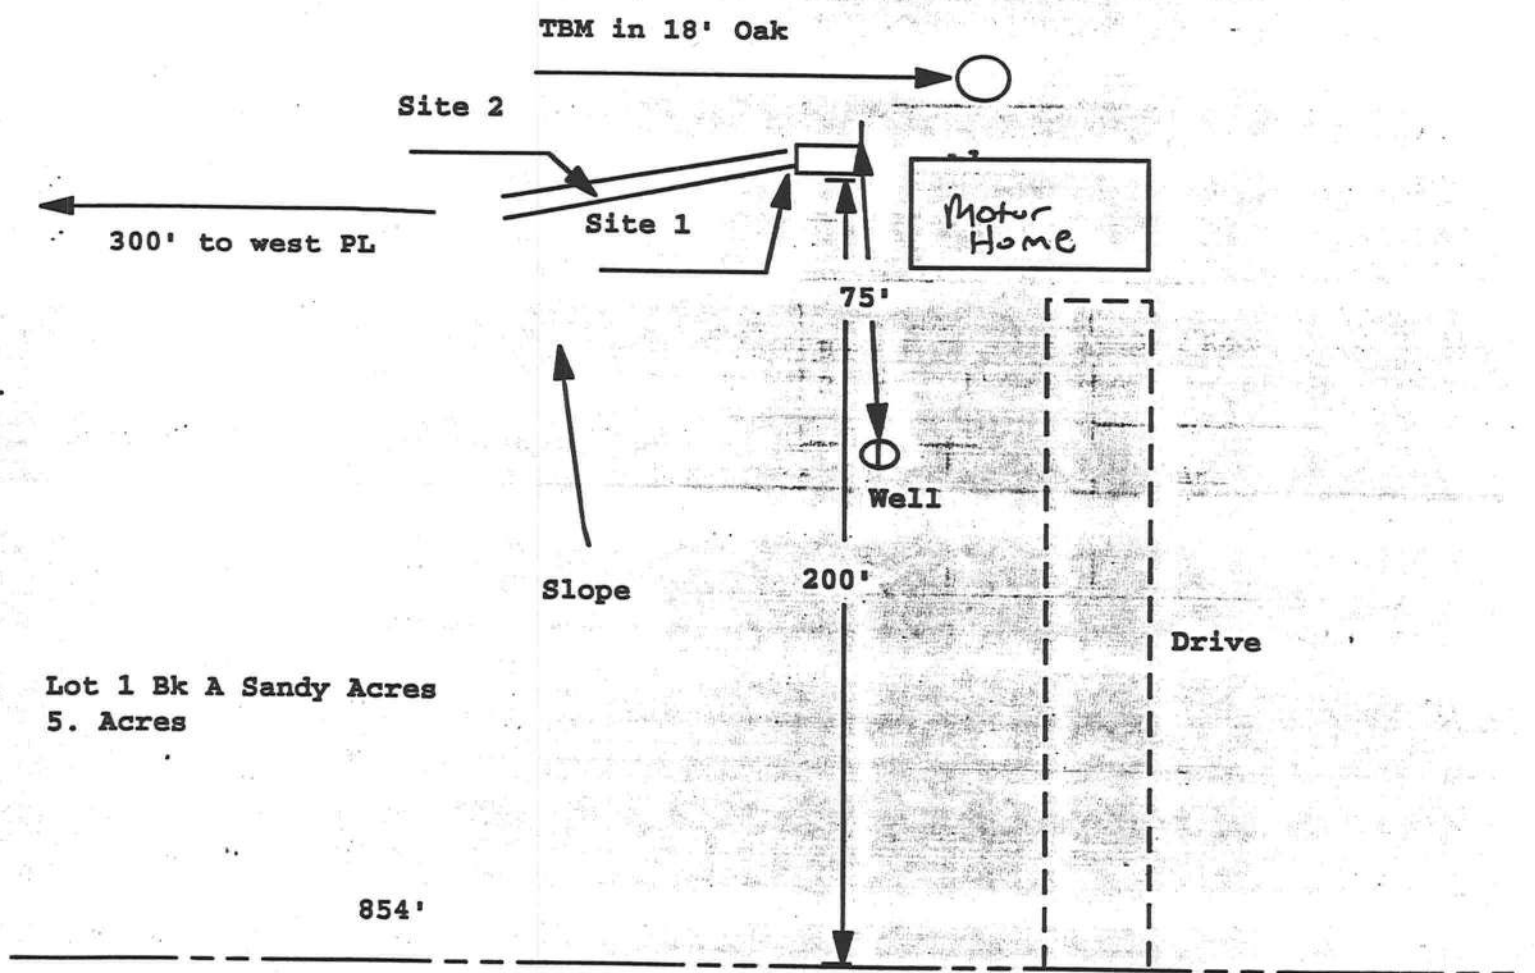 TBM in 18' Oak
Site 2
Site 1
300' to west PL
Motor
Home
75'
Well
Slope
200'
Drive
Lot 1 Bk A Sandy Acres
5. Acres
854'